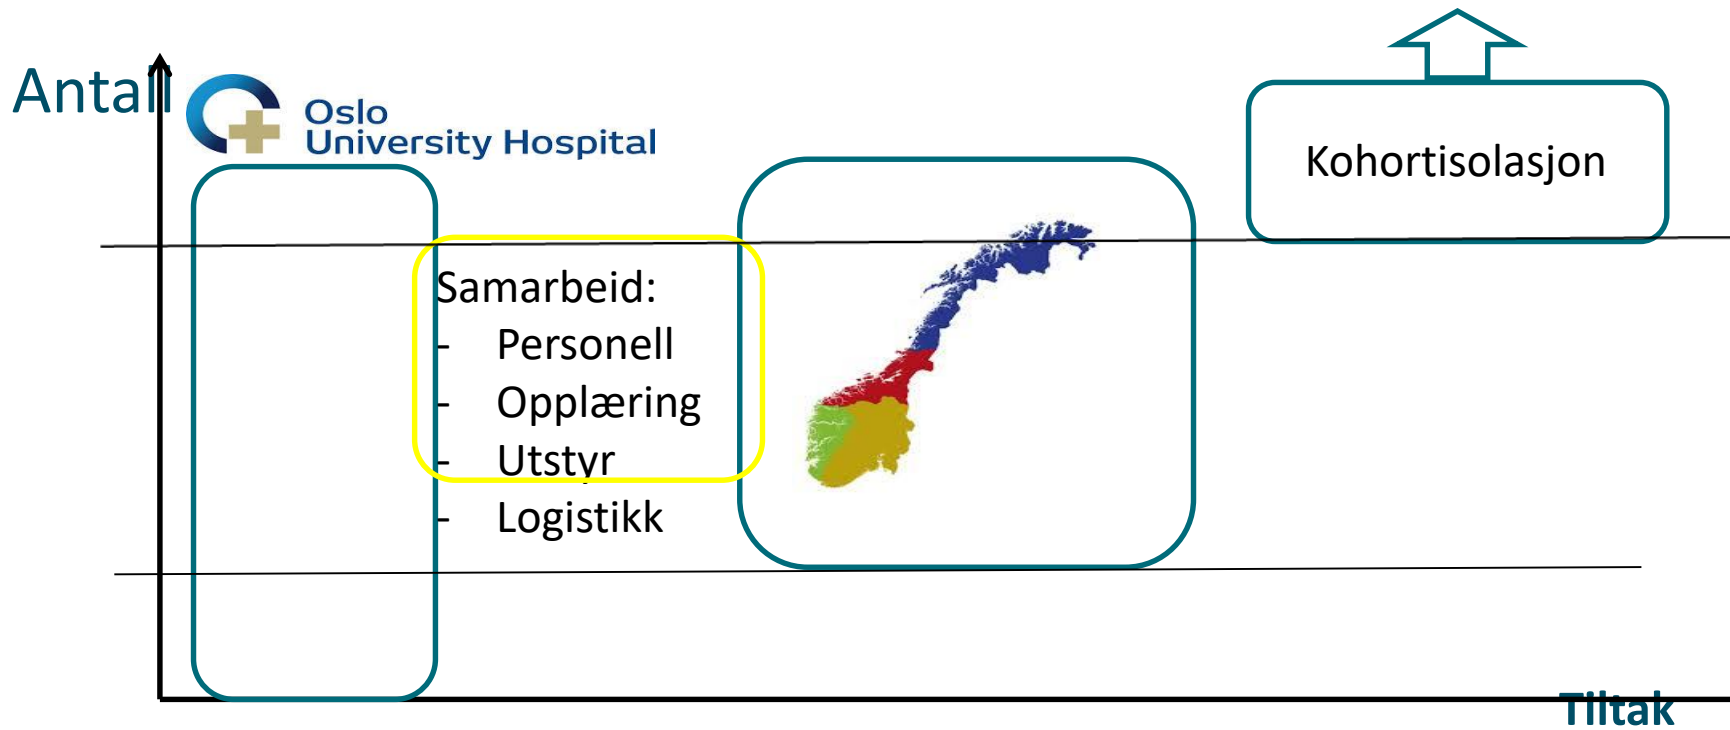 Antall
Oslo
University Hospital
Kohortisolasjon
Samarbeid:
- Personell
- Opplæring
- Utstyr
- Logistikk
Tiltak